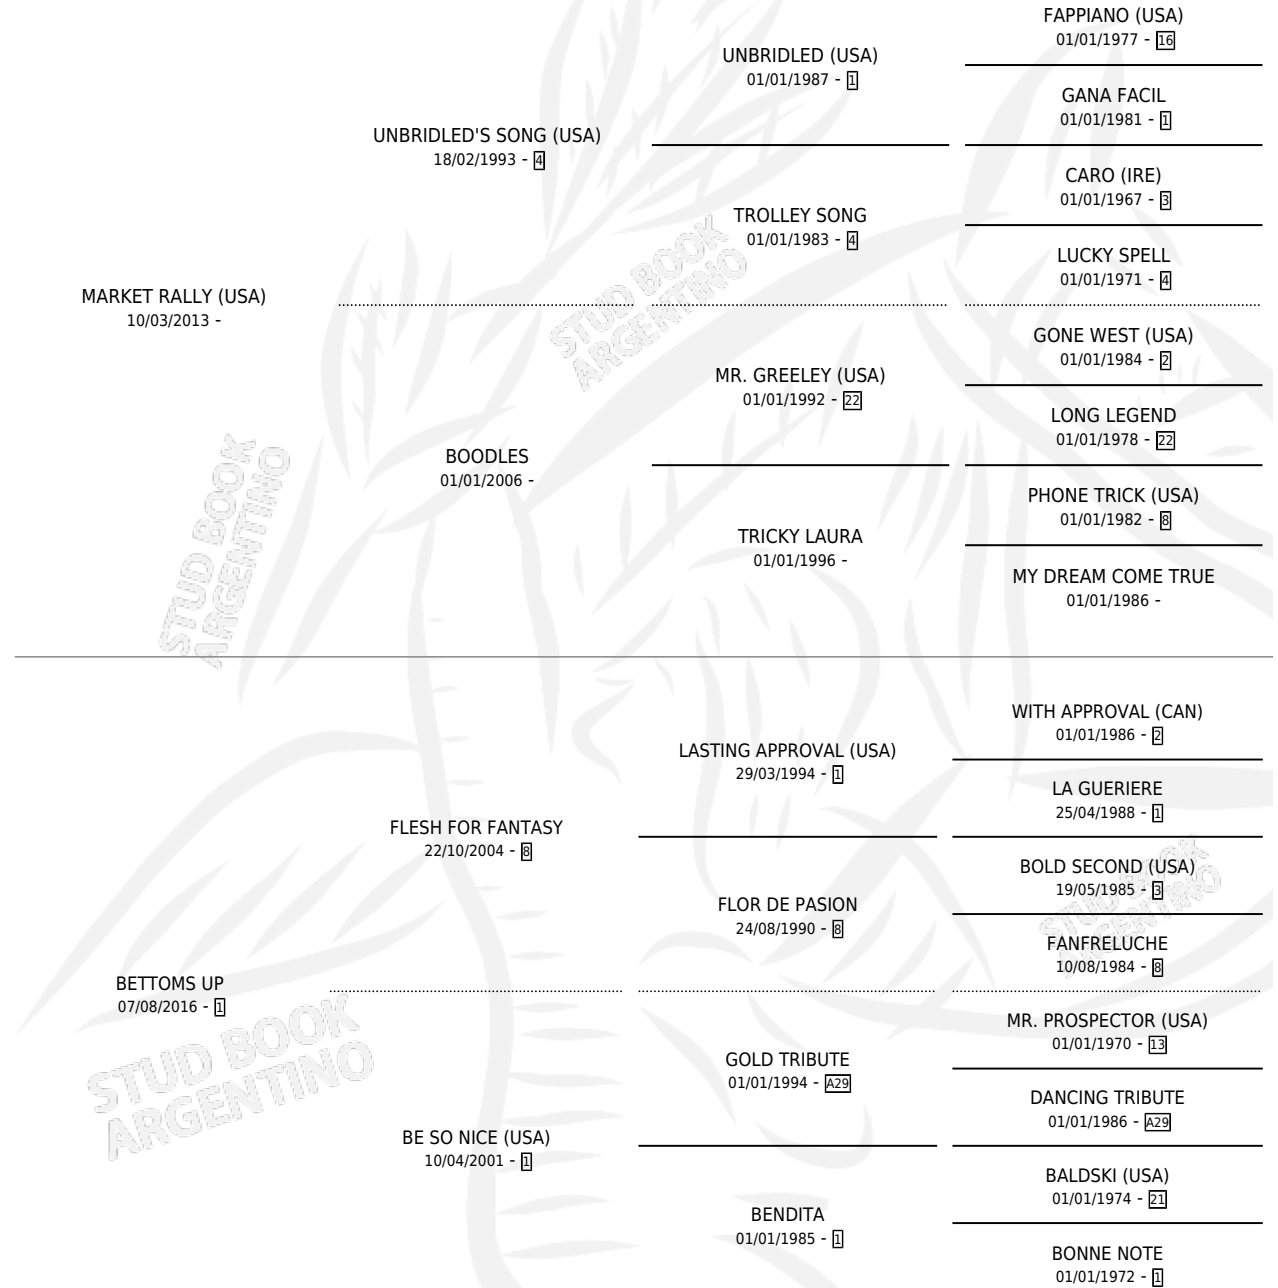 FAPPIANO (USA)
01/01/1977 - 16
UNBRIDLED (USA)
01/01/1987 - 1
GANA FACIL
01/01/1981 - 1
UNBRIDLED'S SONG (USA)
18/02/1993 - 4
CARO (IRE)
01/01/1967 - 3
TROLLEY SONG
01/01/1983 - 4
LUCKY SPELL
01/01/1971 - 4
MARKET RALLY (USA)
10/03/2013 -
GONE WEST (USA)
01/01/1984 - 2
MR. GREELEY (USA)
01/01/1992 - 22
LONG LEGEND
01/01/1978 - 22
BOODLES
01/01/2006 -
PHONE TRICK (USA)
01/01/1982 - 8
TRICKY LAURA
01/01/1996 -
MY DREAM COME TRUE
01/01/1986 -
WITH APPROVAL (CAN)
01/01/1986 - 2
LASTING APPROVAL (USA)
29/03/1994 - 1
LA GUERIERE
25/04/1988 - 1
FLESH FOR FANTASY
22/10/2004 - 8
BOLD SECOND (USA)
19/05/1985 - 3
FLOR DE PASION
24/08/1990 - 8
FANFRELUCHE
10/08/1984 - 8
BETTOMS UP
07/08/2016 - 1
MR. PROSPECTOR (USA)
01/01/1970 - 13
GOLD TRIBUTE
01/01/1994 - A29
DANCING TRIBUTE
01/01/1986 - A29
BE SO NICE (USA)
10/04/2001 - 1
BALDSKI (USA)
01/01/1974 - 21
BENDITA
01/01/1985 - 1
BONNE NOTE
01/01/1972 - 1
STUD BOOK
ARGENTINO
STUD BOOK
ARGENTINO
STUD BOOK
ARGENTINO
STUD BOOK
ARGENTINO